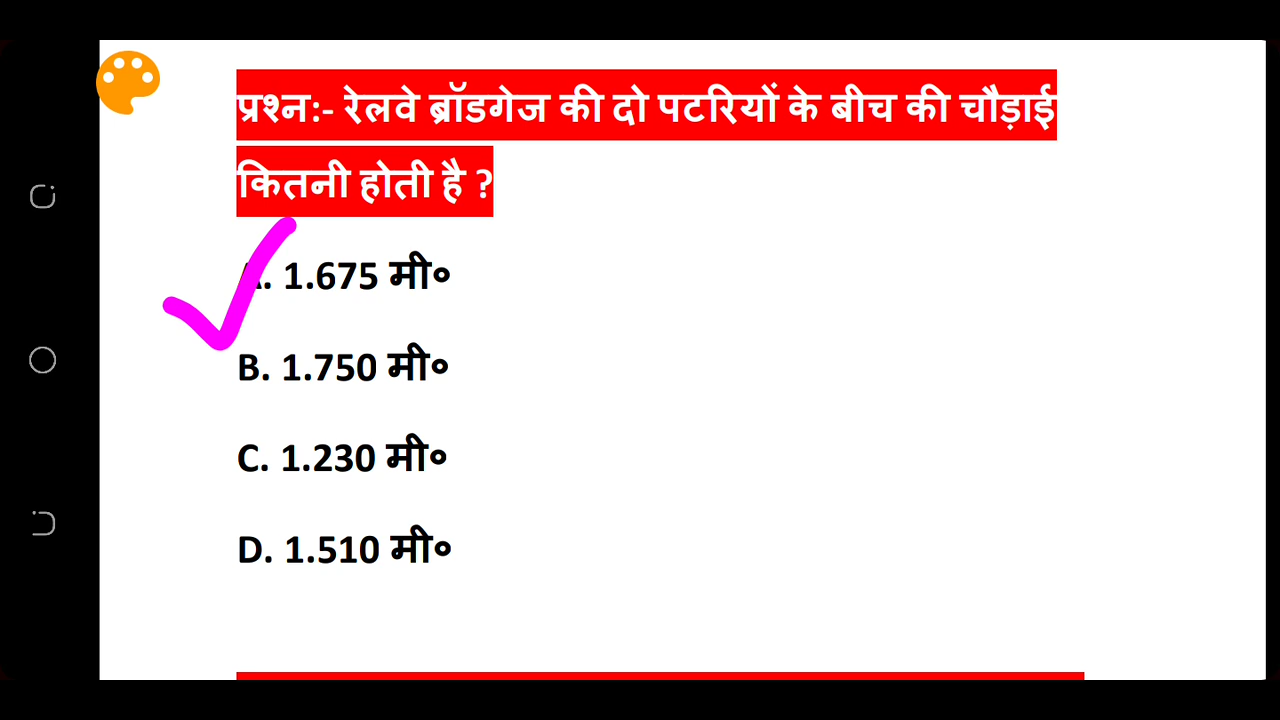 प्रश्न:- रेलवे ब्रॉडगेज की दो पटरियों के बीच की चौड़ाई
कितनी होती है ?
A. 1.675 मी०
B. 1.750 मी०
C. 1.230 मी०
D. 1.510 मी०